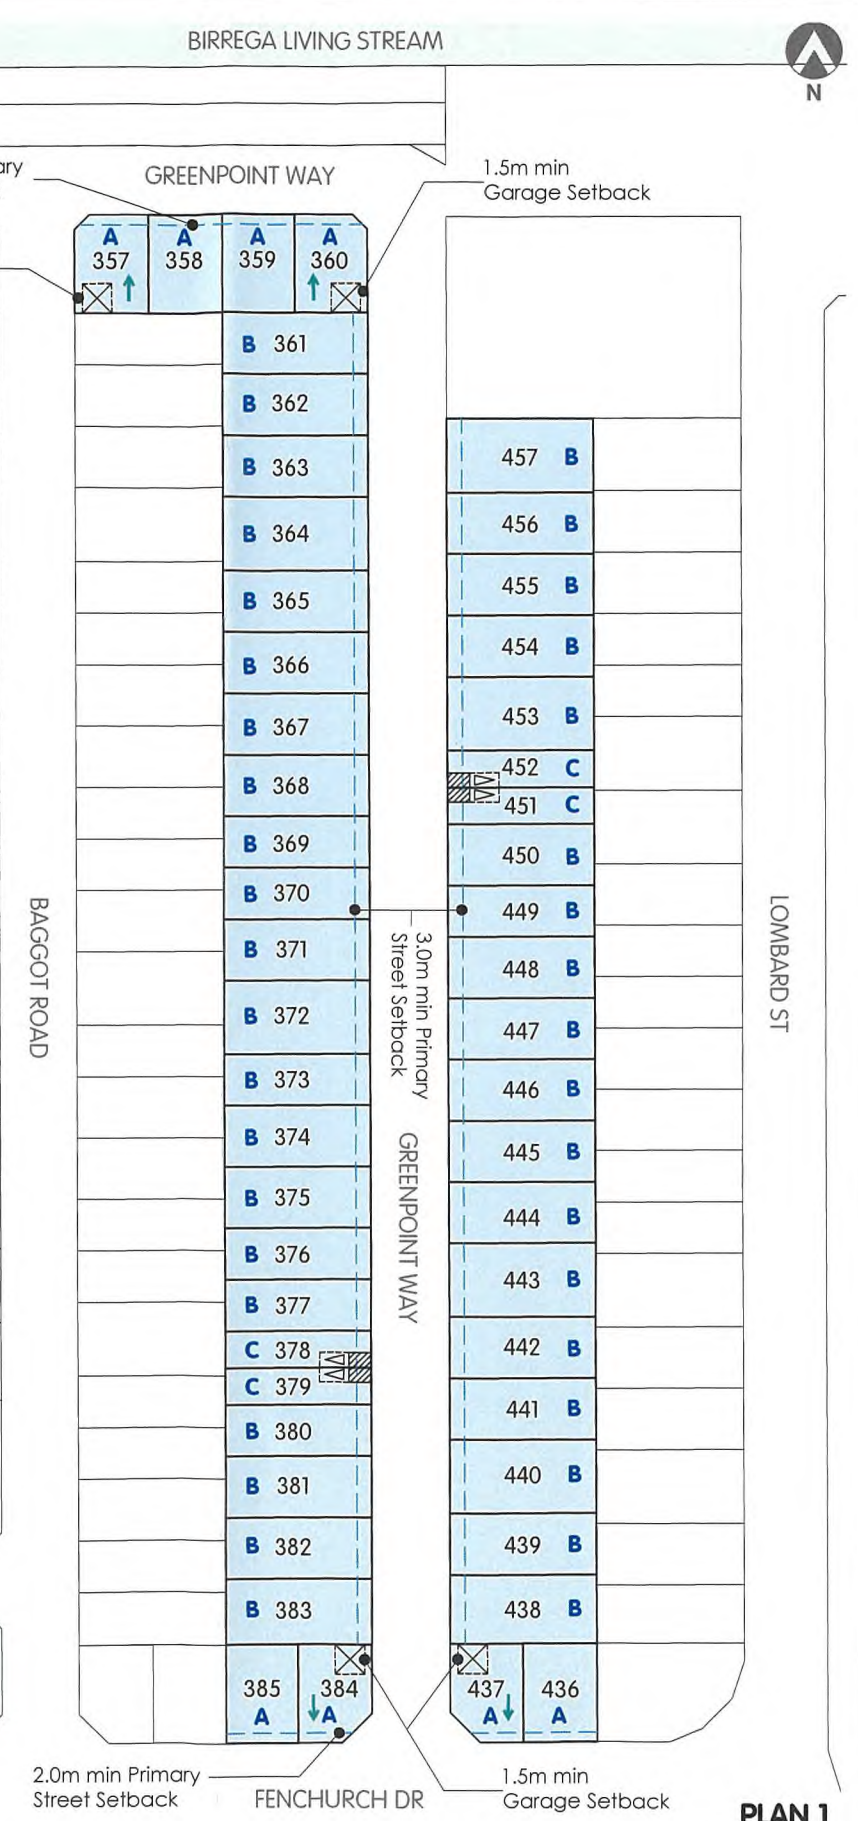 BIRREGA LIVING STREAM
N
ary
GREENPOINT WAY
1.5m min
Garage Setback
A A A A
357 358 359 360
B 361
B 362
B 363
B 364
B 365
B 366
B 367
B 368
B 369
B 370
B 371
B 372
B 373
B 374
B 375
B 376
B 377
C 378
C 379
B 380
B 381
B 382
B 383
385 384
A A
457 B
456 B
455 B
454 B
453 B
452 C
451 C
450 B
449 B
448 B
447 B
446 B
445 B
444 B
443 B
442 B
441 B
440 B
439 B
438 B
437 436
A A
BAGGOT ROAD
3.0m min Primary
Street Setback
GREENPOINT WAY
LOMBARD ST
2.0m min Primary
Street Setback
FENCHURCH DR
1.5m min
Garage Setback
PLAN 1